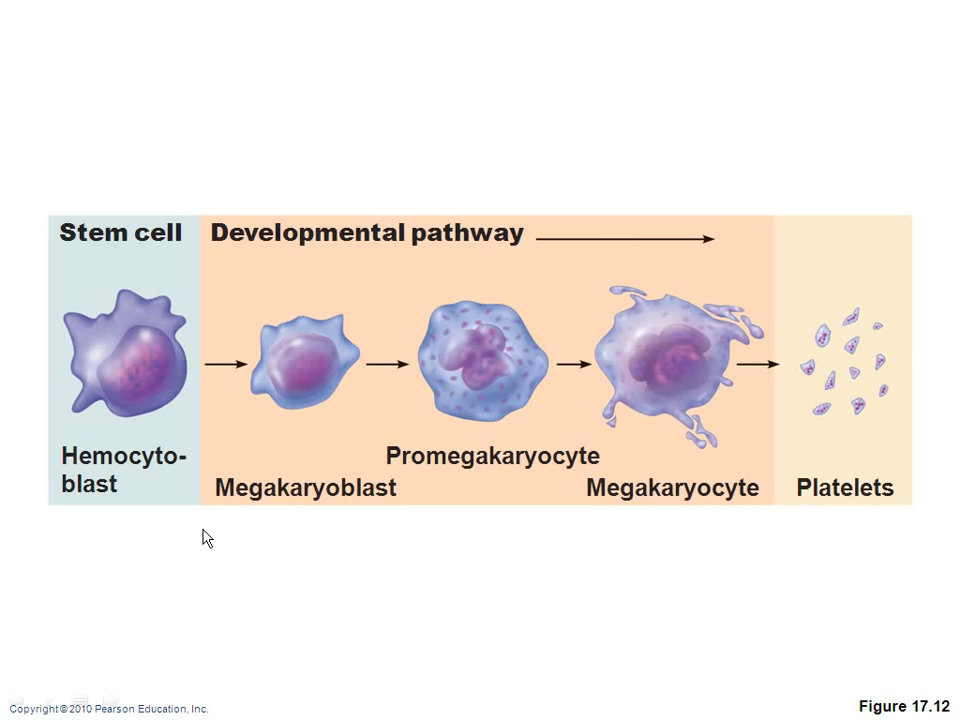 Stem cell
Developmental pathway
Hemocyto-
blast
Megakaryoblast
Promegakaryocyte
Megakaryocyte
Platelets
Copyright © 2010 Pearson Education, Inc.
Figure 17.12